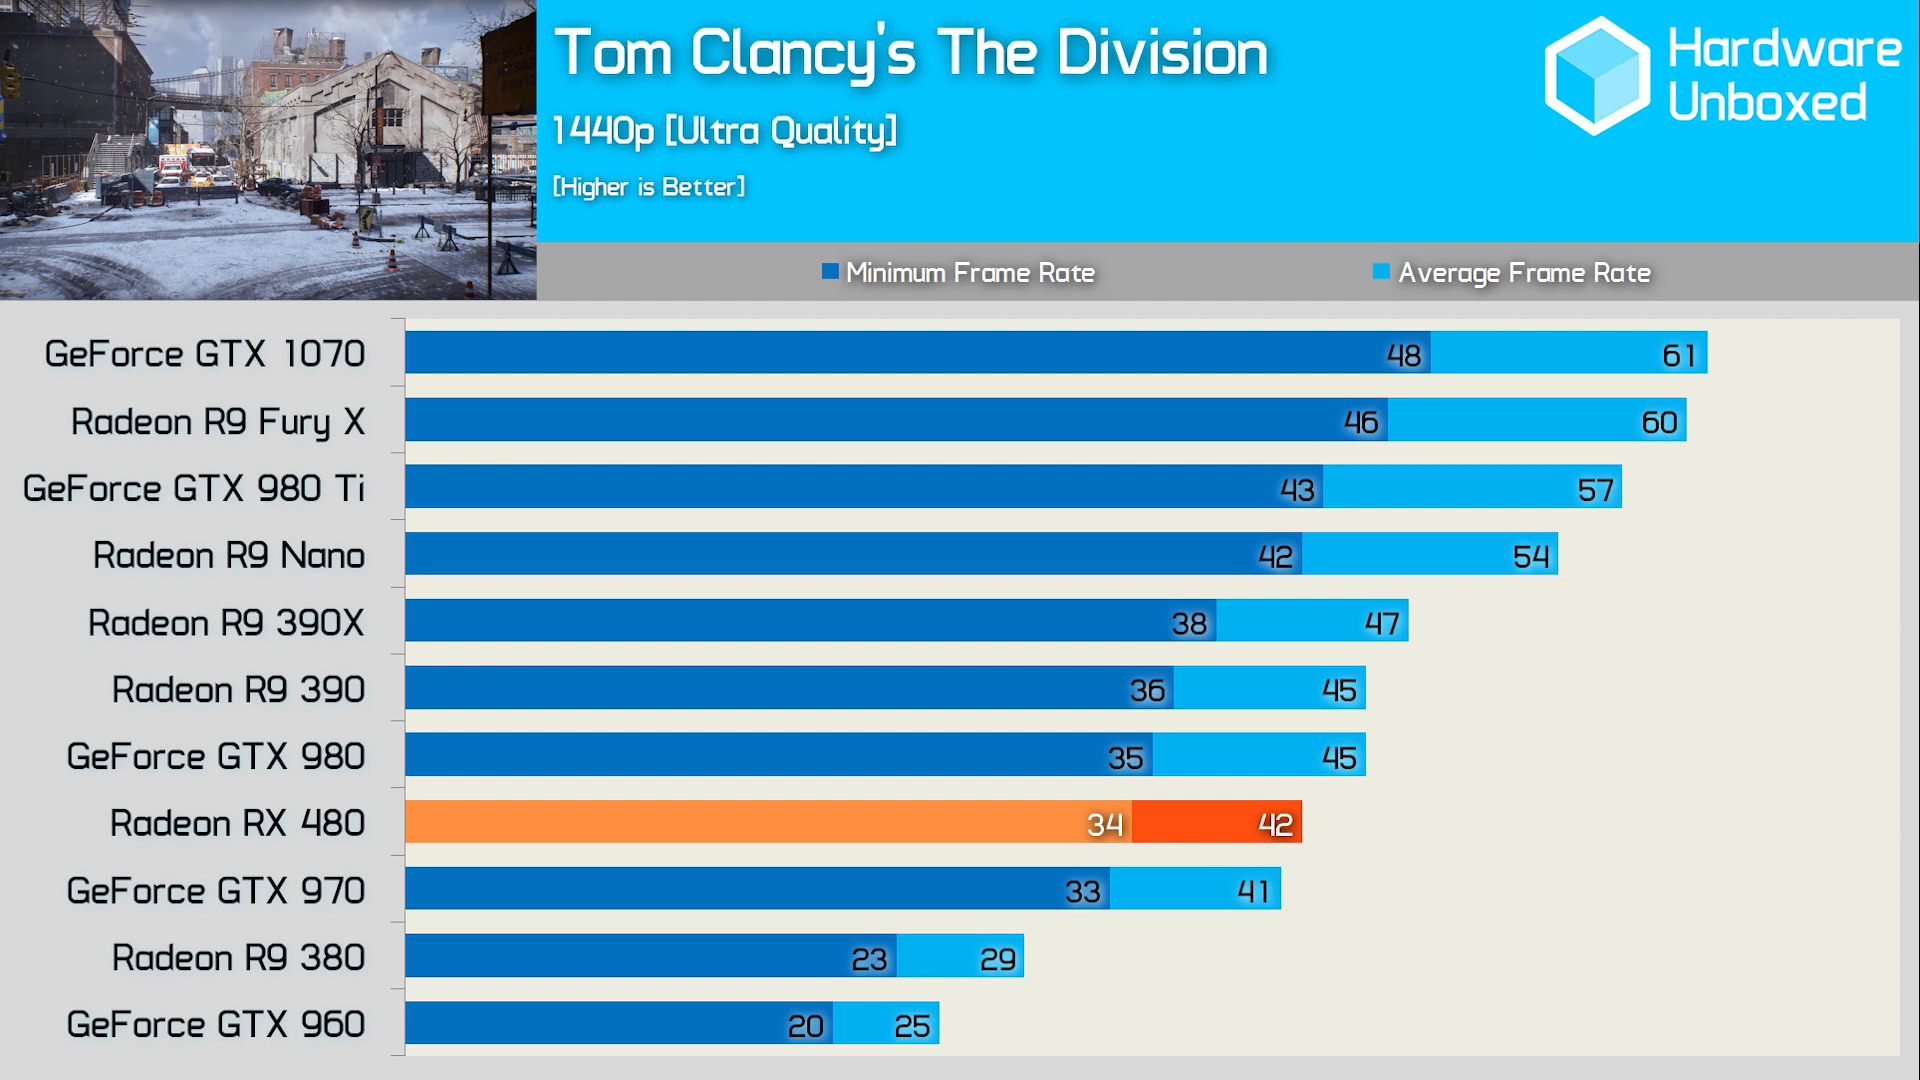 Tom Clancy's The Division
Hardware
Unboxed
1440p [Ultra Quality]
[Higher is Better]
Minimum Frame Rate
Average Frame Rate
GeForce GTX 1070 48 61
Radeon R9 Fury X 46 60
GeForce GTX 980 Ti 43 57
Radeon R9 Nano 42 54
Radeon R9 390X 38 47
Radeon R9 390 36 45
GeForce GTX 980 35 45
Radeon RX 480 34 42
GeForce GTX 970 33 41
Radeon R9 380 23 29
GeForce GTX 960 20 25